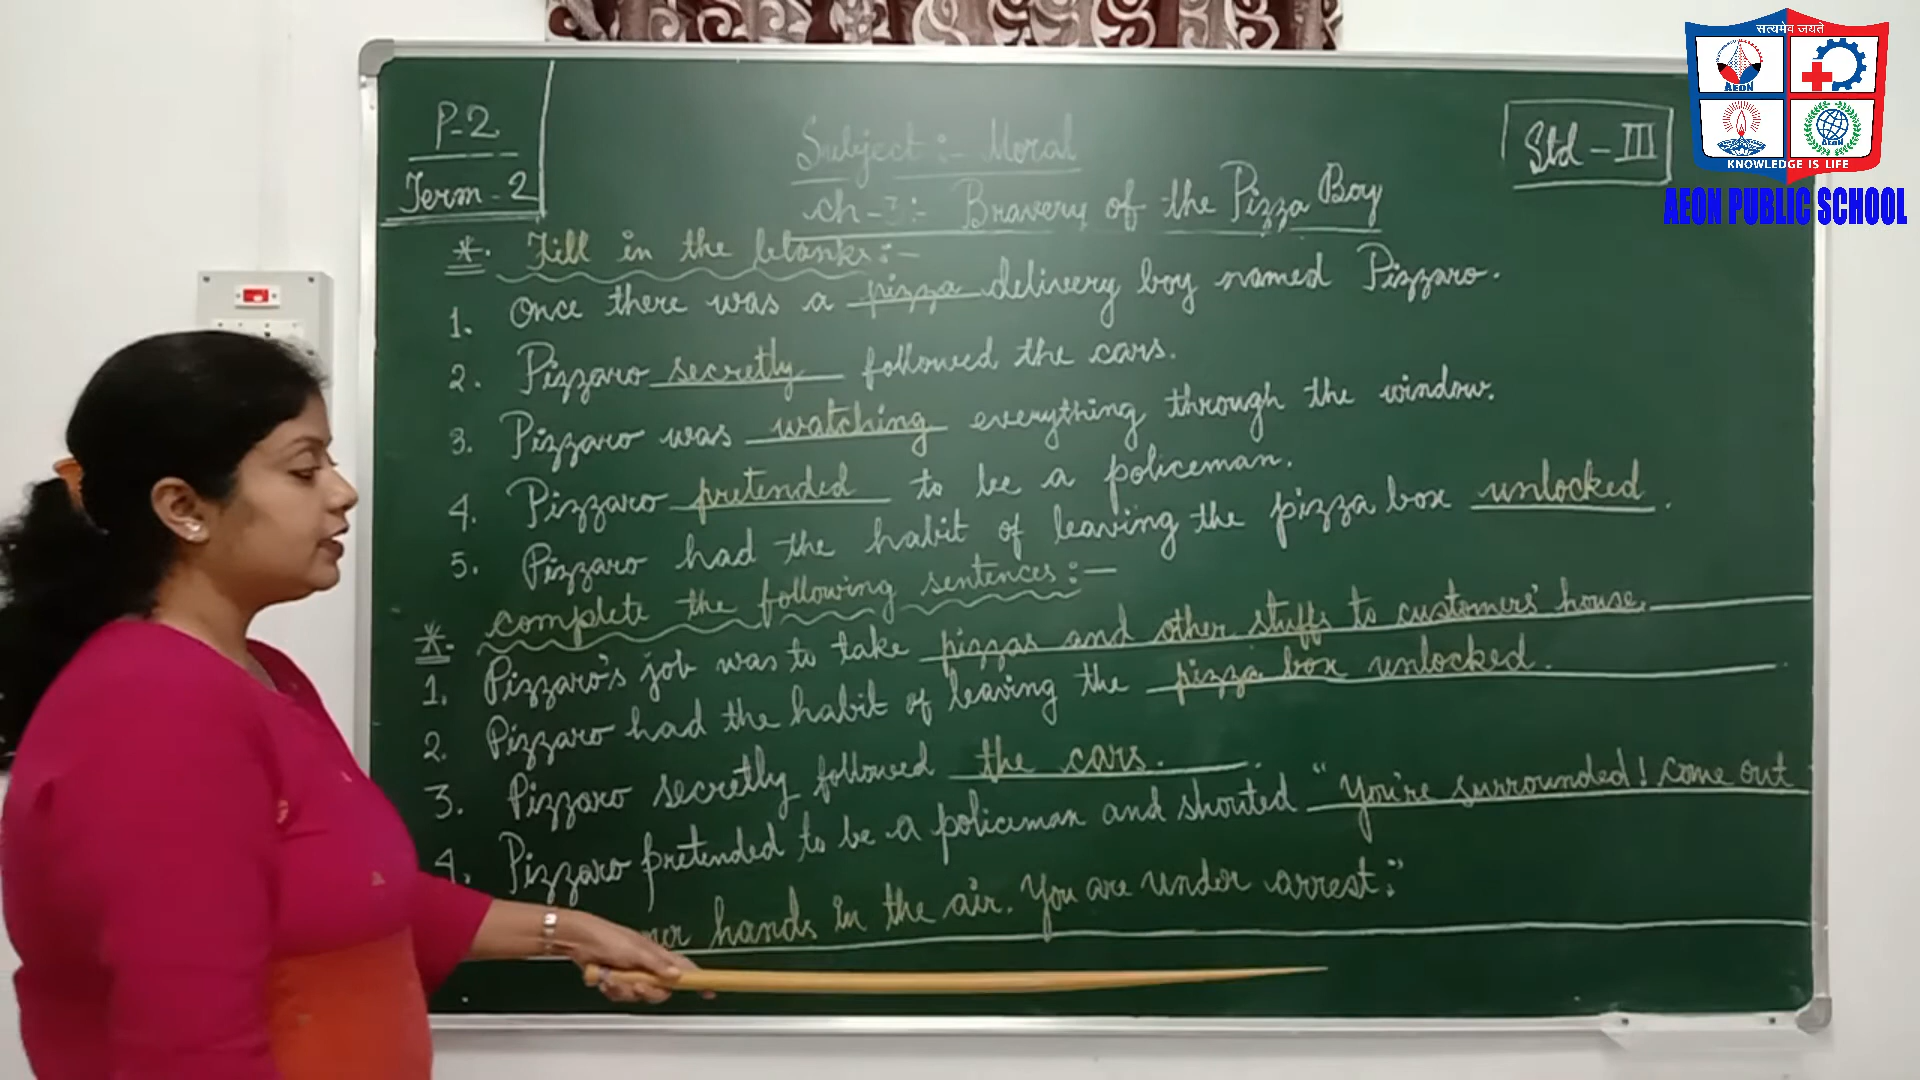 P-2
Term - 2
Subject :- Moral
Ch - 3 :- Bravery of the Pizza Boy
Std - III
सत्यमेव जयते
AEON
AEON
KNOWLEDGE IS LIFE
AEON PUBLIC SCHOOL
*. Fill in the blanks :-
1. Once there was a pizza delivery boy named Pizzaro.
2. Pizzaro secretly followed the cars.
3. Pizzaro was watching everything through the window.
4. Pizzaro pretended to be a policeman.
5. Pizzaro had the habit of leaving the pizza box unlocked.
*. complete the following sentences :-
1. Pizzaro's job was to take pizzas and other stuffs to customers' house.
2. Pizzaro had the habit of leaving the pizza box unlocked.
3. Pizzaro secretly followed the cars.
4. Pizzaro pretended to be a policeman and shouted "You're surrounded! Come out
hands in the air. You are under arrest."